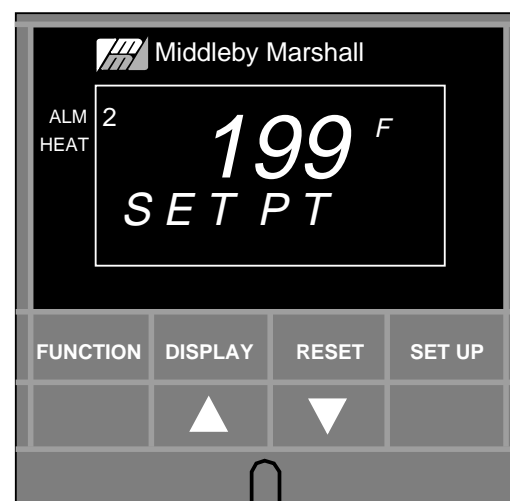 Middleby Marshall
ALM 2
HEAT
199 F
SET PT
FUNCTION DISPLAY RESET SET UP